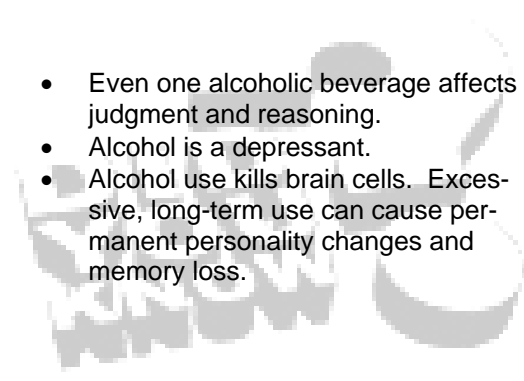 • Even one alcoholic beverage affects
judgment and reasoning.
• Alcohol is a depressant.
• Alcohol use kills brain cells.  Exces-
sive, long-term use can cause per-
manent personality changes and
memory loss.